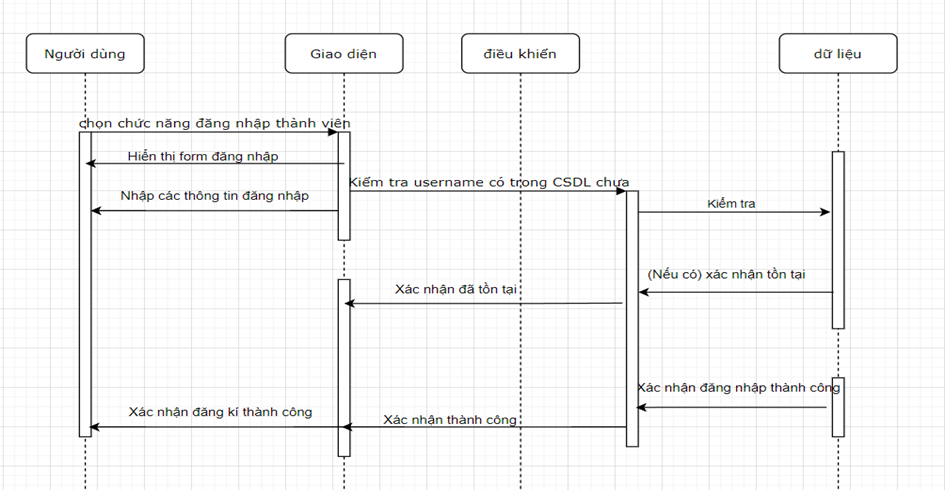 Người dùng
Giao diện
điều khiến
dữ liệu
chọn chức năng đăng nhập thành viên
Hiển thị form đăng nhập
Kiểm tra username có trong CSDL chưa
Nhập các thông tin đăng nhập
Kiểm tra
(Nếu có) xác nhận tồn tại
Xác nhận đã tồn tại
Xác nhận đăng nhập thành công
Xác nhận đăng kí thành công
Xác nhận thành công